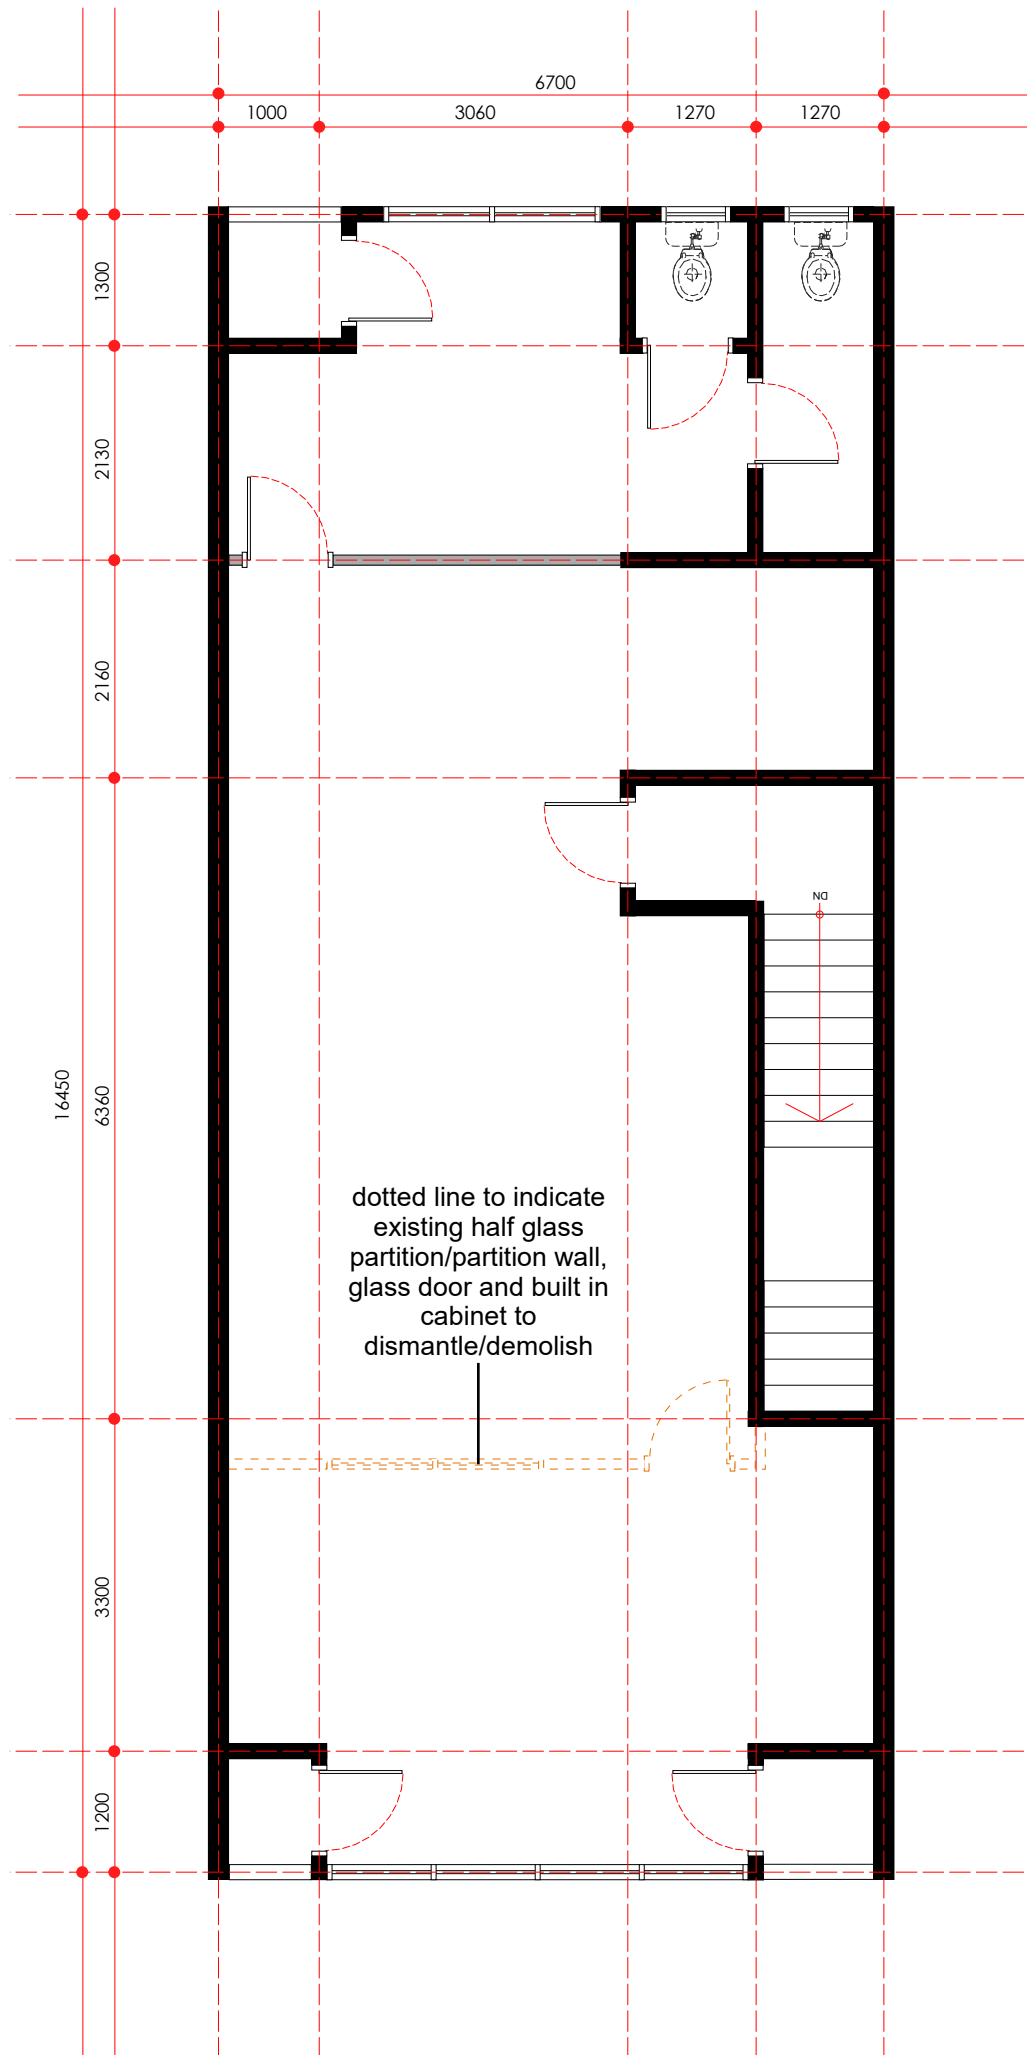 6700
1000
3060
1270
1270
1300
2130
2160
DN
16450
6360
dotted line to indicate
existing half glass
partition/partition wall,
glass door and built in
cabinet to
dismantle/demolish
3300
1200